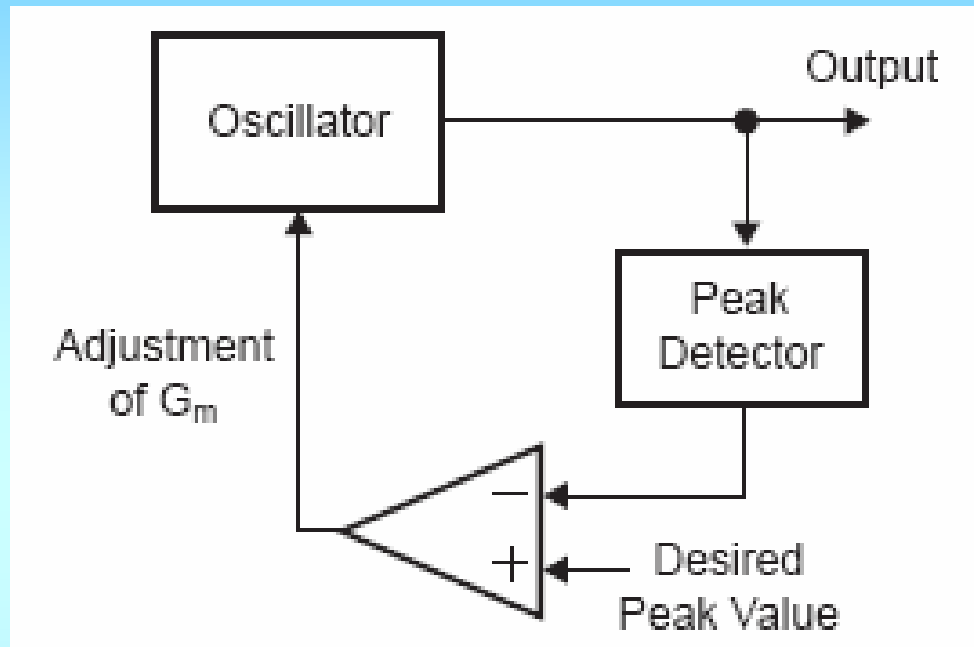 Output
Oscillator
Peak
Detector
Adjustment
of Gm
−
+
Desired
Peak Value